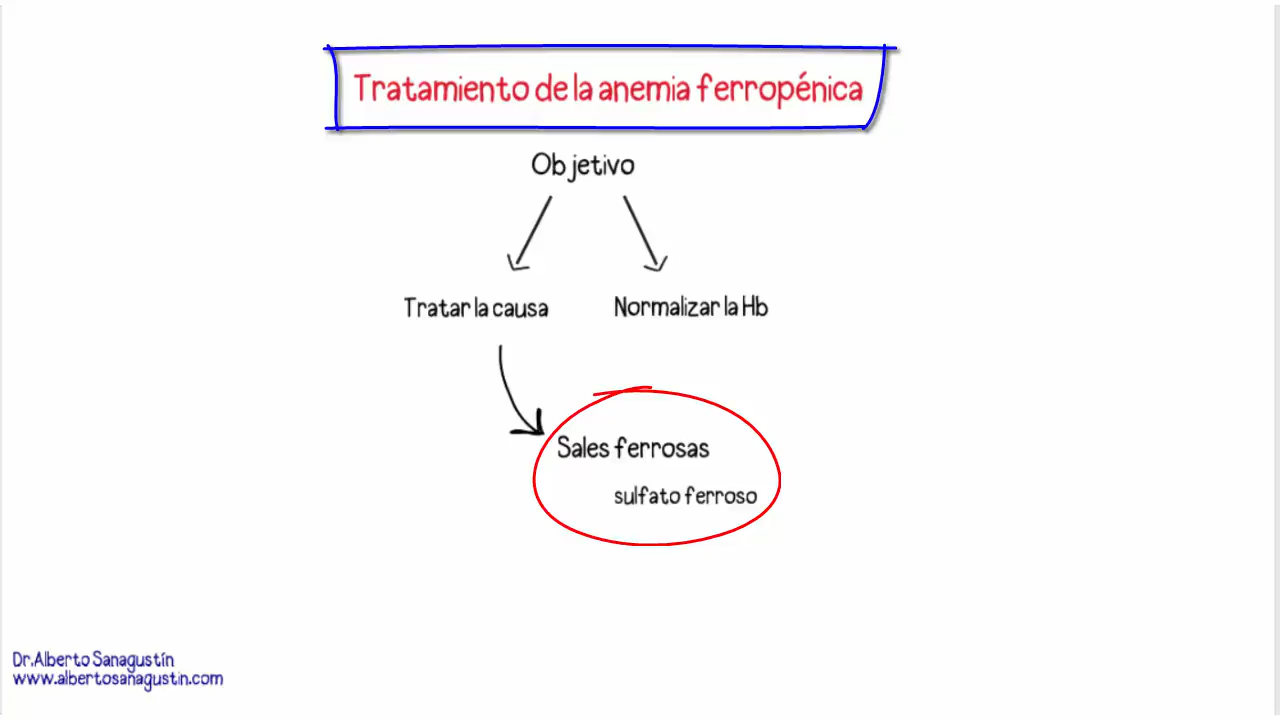 Tratamiento de la anemia ferropénica
Objetivo
Tratar la causa
Normalizar la Hb
Sales ferrosas
sulfato ferroso
Dr.Alberto Sanagustín
www.albertosanagustin.com